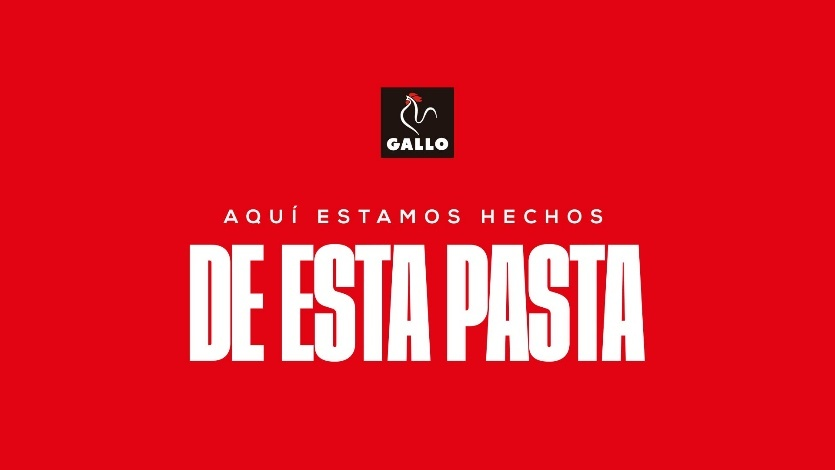 GALLO
AQUÍ ESTAMOS HECHOS
DE ESTA PASTA